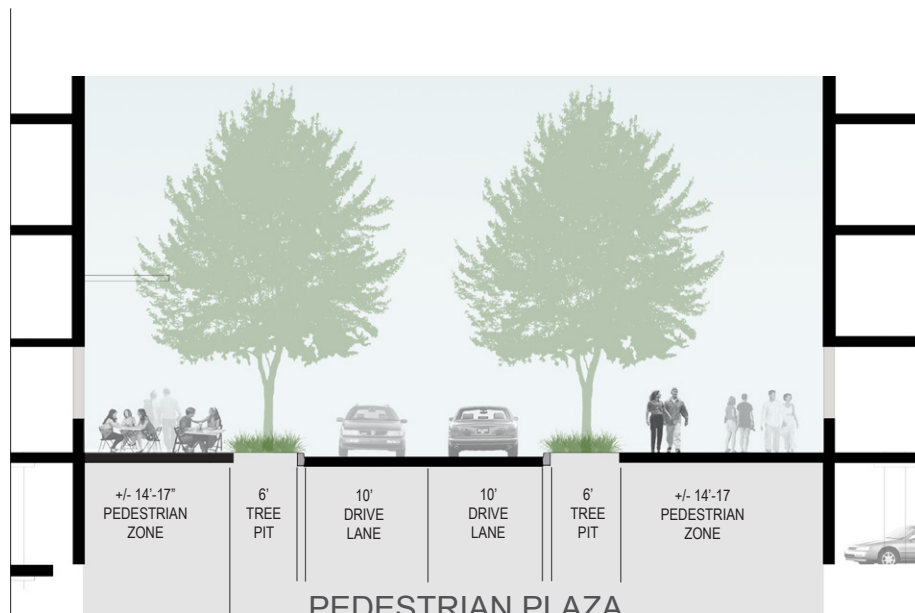 +/- 14'-17"
PEDESTRIAN
ZONE
6'
TREE
PIT
10'
DRIVE
LANE
10'
DRIVE
LANE
6'
TREE
PIT
+/- 14'-17
PEDESTRIAN
ZONE
PEDESTRIAN PLAZA